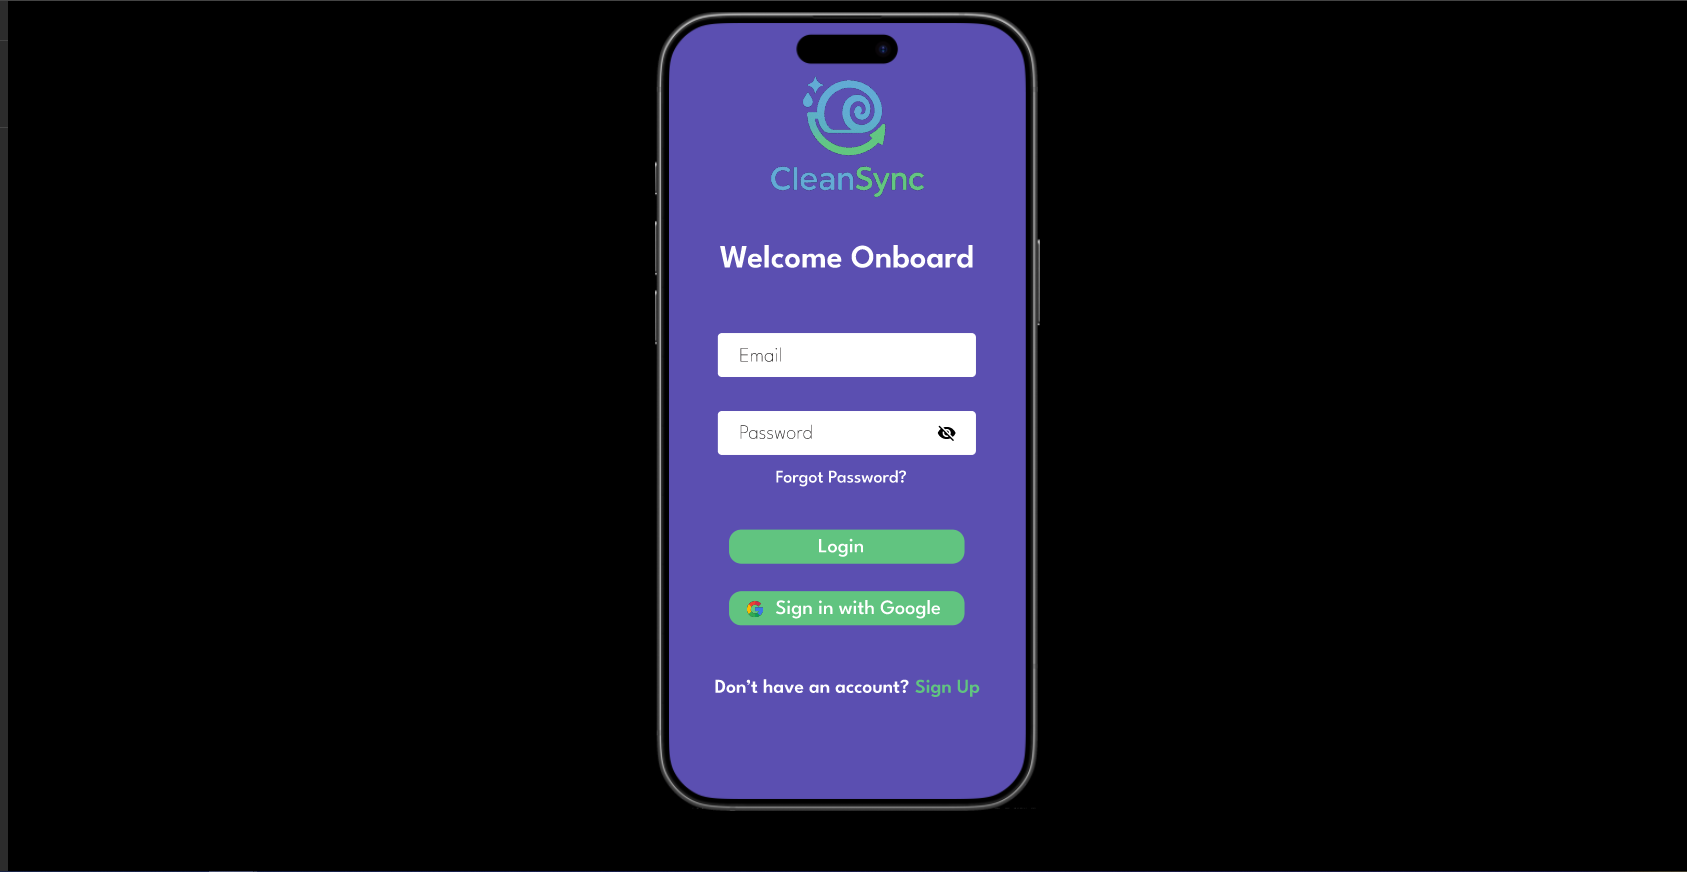 CleanSync
Welcome Onboard
Email
Password
Forgot Password?
Login
Sign in with Google
Don’t have an account? Sign Up